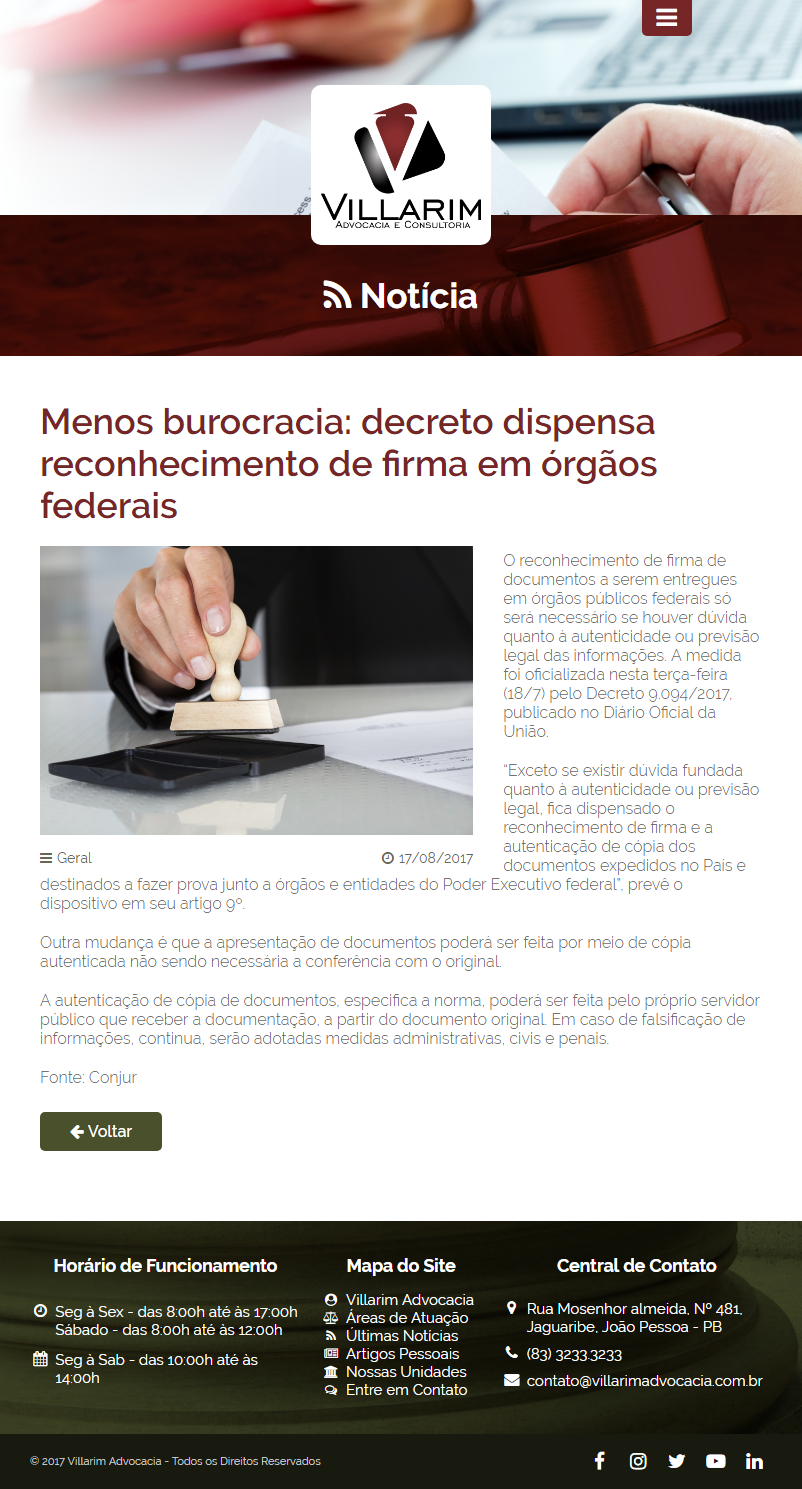 VILLARIM
ADVOCACIA E CONSULTORIA
Notícia
Menos burocracia: decreto dispensa
reconhecimento de firma em órgãos
federais
O reconhecimento de firma de
documentos a serem entregues
em órgãos públicos federais só
será necessário se houver dúvida
quanto à autenticidade ou previsão
legal das informações. A medida
foi oficializada nesta terça-feira
(18/7) pelo Decreto 9.094/2017,
publicado no Diário Oficial da
União.
“Exceto se existir dúvida fundada
quanto à autenticidade ou previsão
legal, fica dispensado o
reconhecimento de firma e a
autenticação de cópia dos
documentos expedidos no País e
Geral
17/08/2017
destinados a fazer prova junto a órgãos e entidades do Poder Executivo federal”, prevê o
dispositivo em seu artigo 9º.
Outra mudança é que a apresentação de documentos poderá ser feita por meio de cópia
autenticada não sendo necessária a conferência com o original.
A autenticação de cópia de documentos, especifica a norma, poderá ser feita pelo próprio servidor
público que receber a documentação, a partir do documento original. Em caso de falsificação de
informações, continua, serão adotadas medidas administrativas, civis e penais.
Fonte: Conjur
Voltar
Horário de Funcionamento
Seg à Sex - das 8:00h até às 17:00h
Sábado - das 8:00h até às 12:00h
Seg à Sab - das 10:00h até às
14:00h
Mapa do Site
Villarim Advocacia
Áreas de Atuação
Últimas Notícias
Artigos Pessoais
Nossas Unidades
Entre em Contato
Central de Contato
Rua Mosenhor almeida, Nº 481,
Jaguaribe, João Pessoa - PB
(83) 3233.3233
contato@villarimadvocacia.com.br
© 2017 Villarim Advocacia - Todos os Direitos Reservados